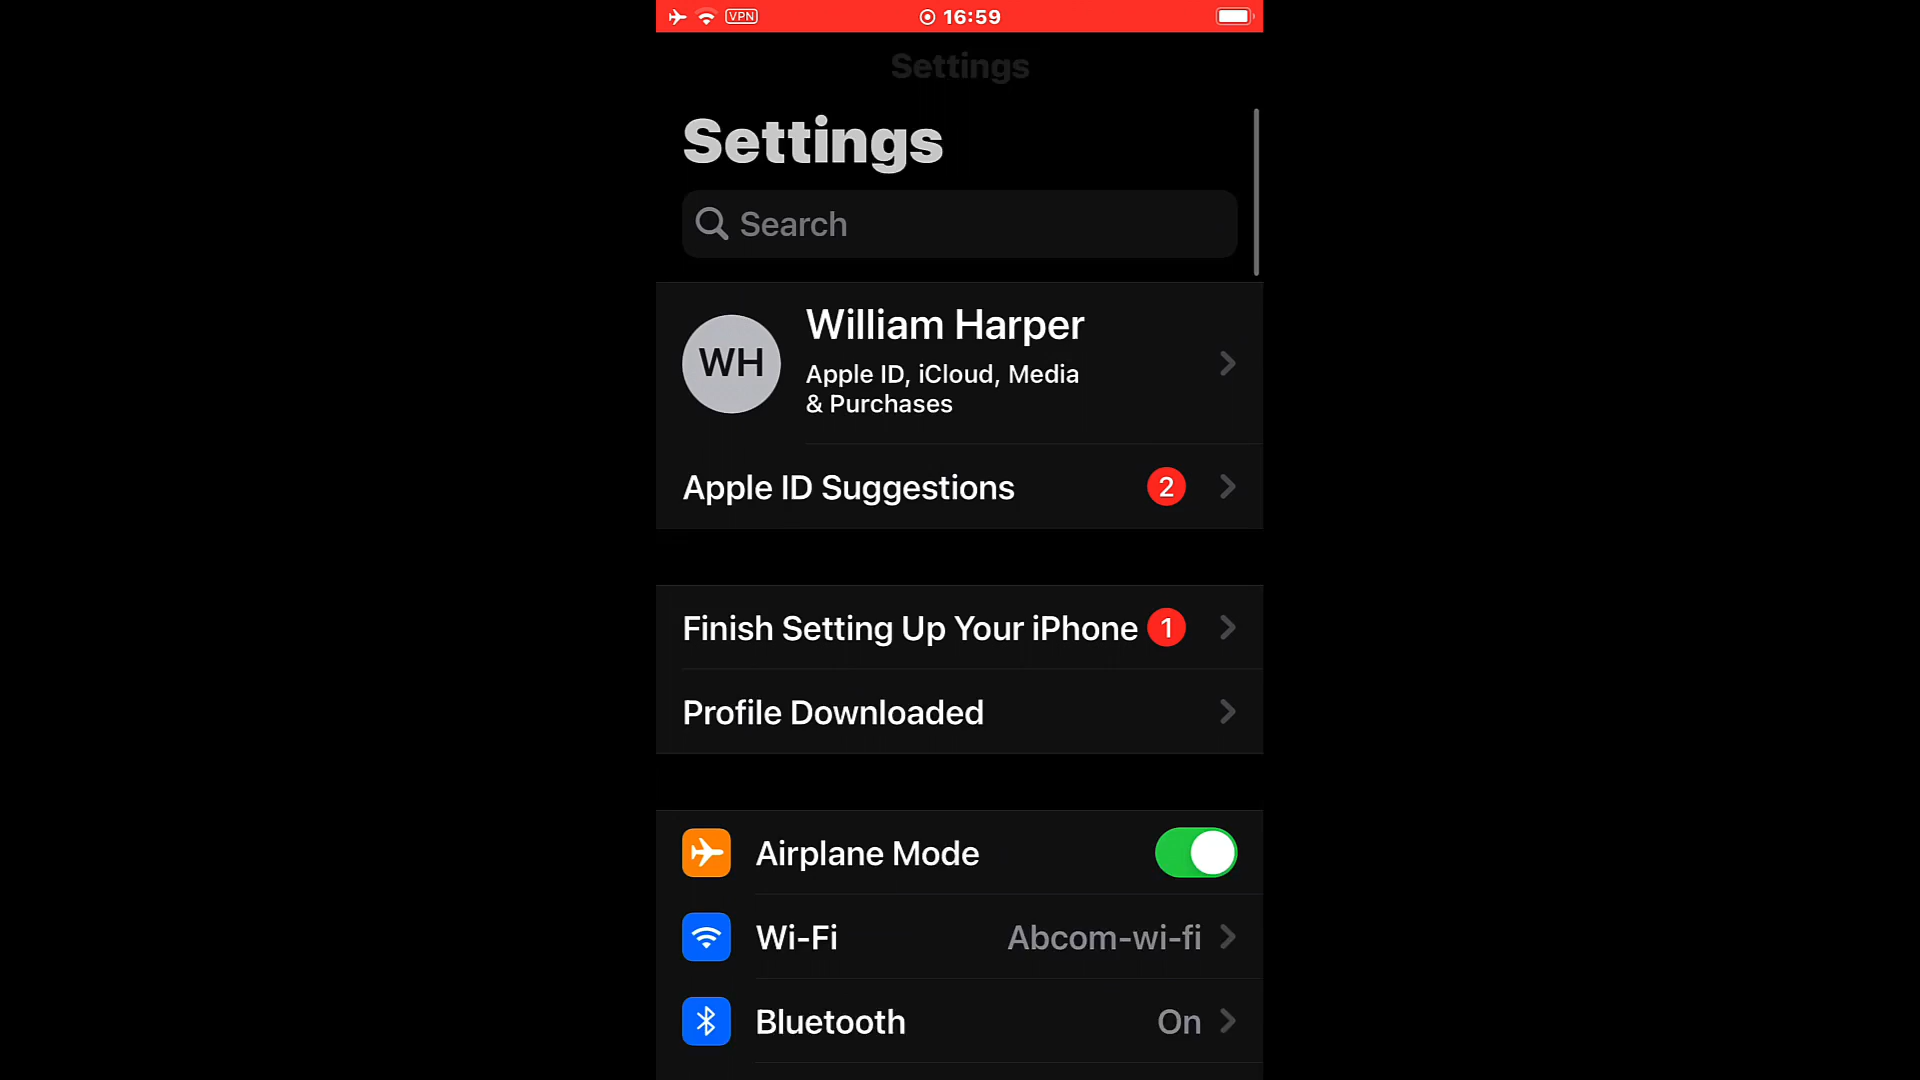 VPN 16:59
Settings
Settings
Search
WH
William Harper
Apple ID, iCloud, Media
& Purchases
Apple ID Suggestions 2
Finish Setting Up Your iPhone 1
Profile Downloaded
Airplane Mode
Wi-Fi Abcom-wi-fi
Bluetooth On